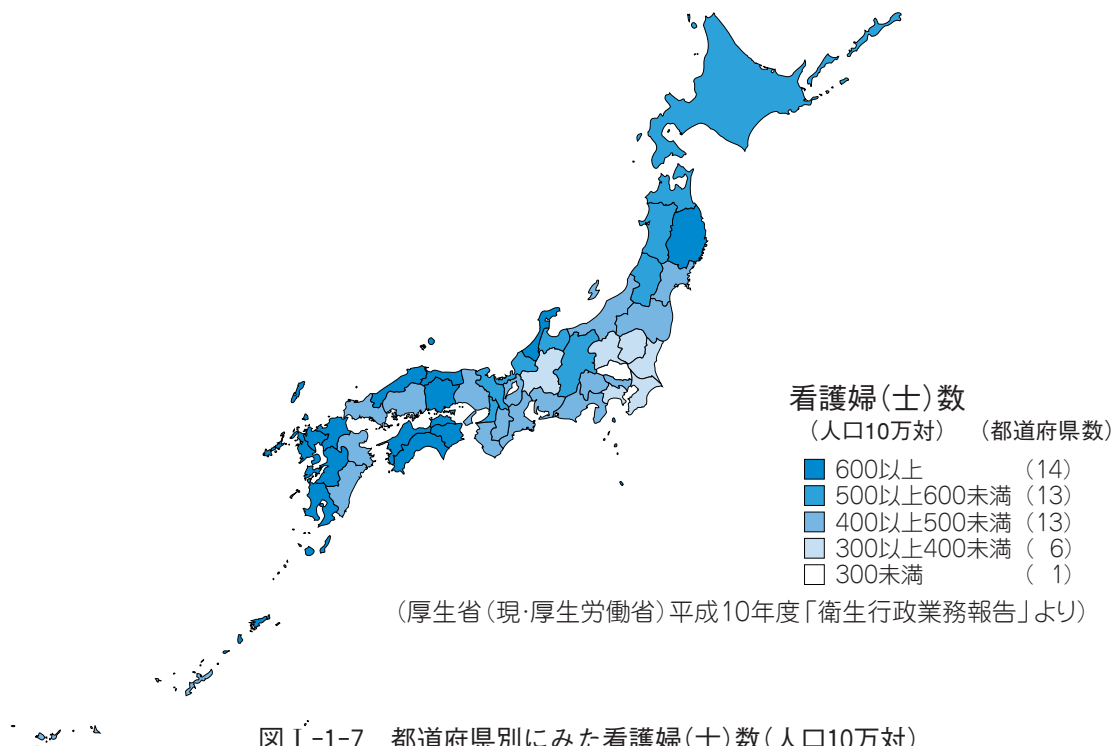 看護婦（士）数
（人口10万対） （都道府県数）
600以上 （14）
500以上600未満（13）
400以上500未満（13）
300以上400未満（ 6）
300未満 （ 1）
（厚生省（現・厚生労働省）平成10年度「衛生行政業務報告」より）
図Ⅰ-1-7 都道府県別にみた看護婦（士）数（人口10万対）